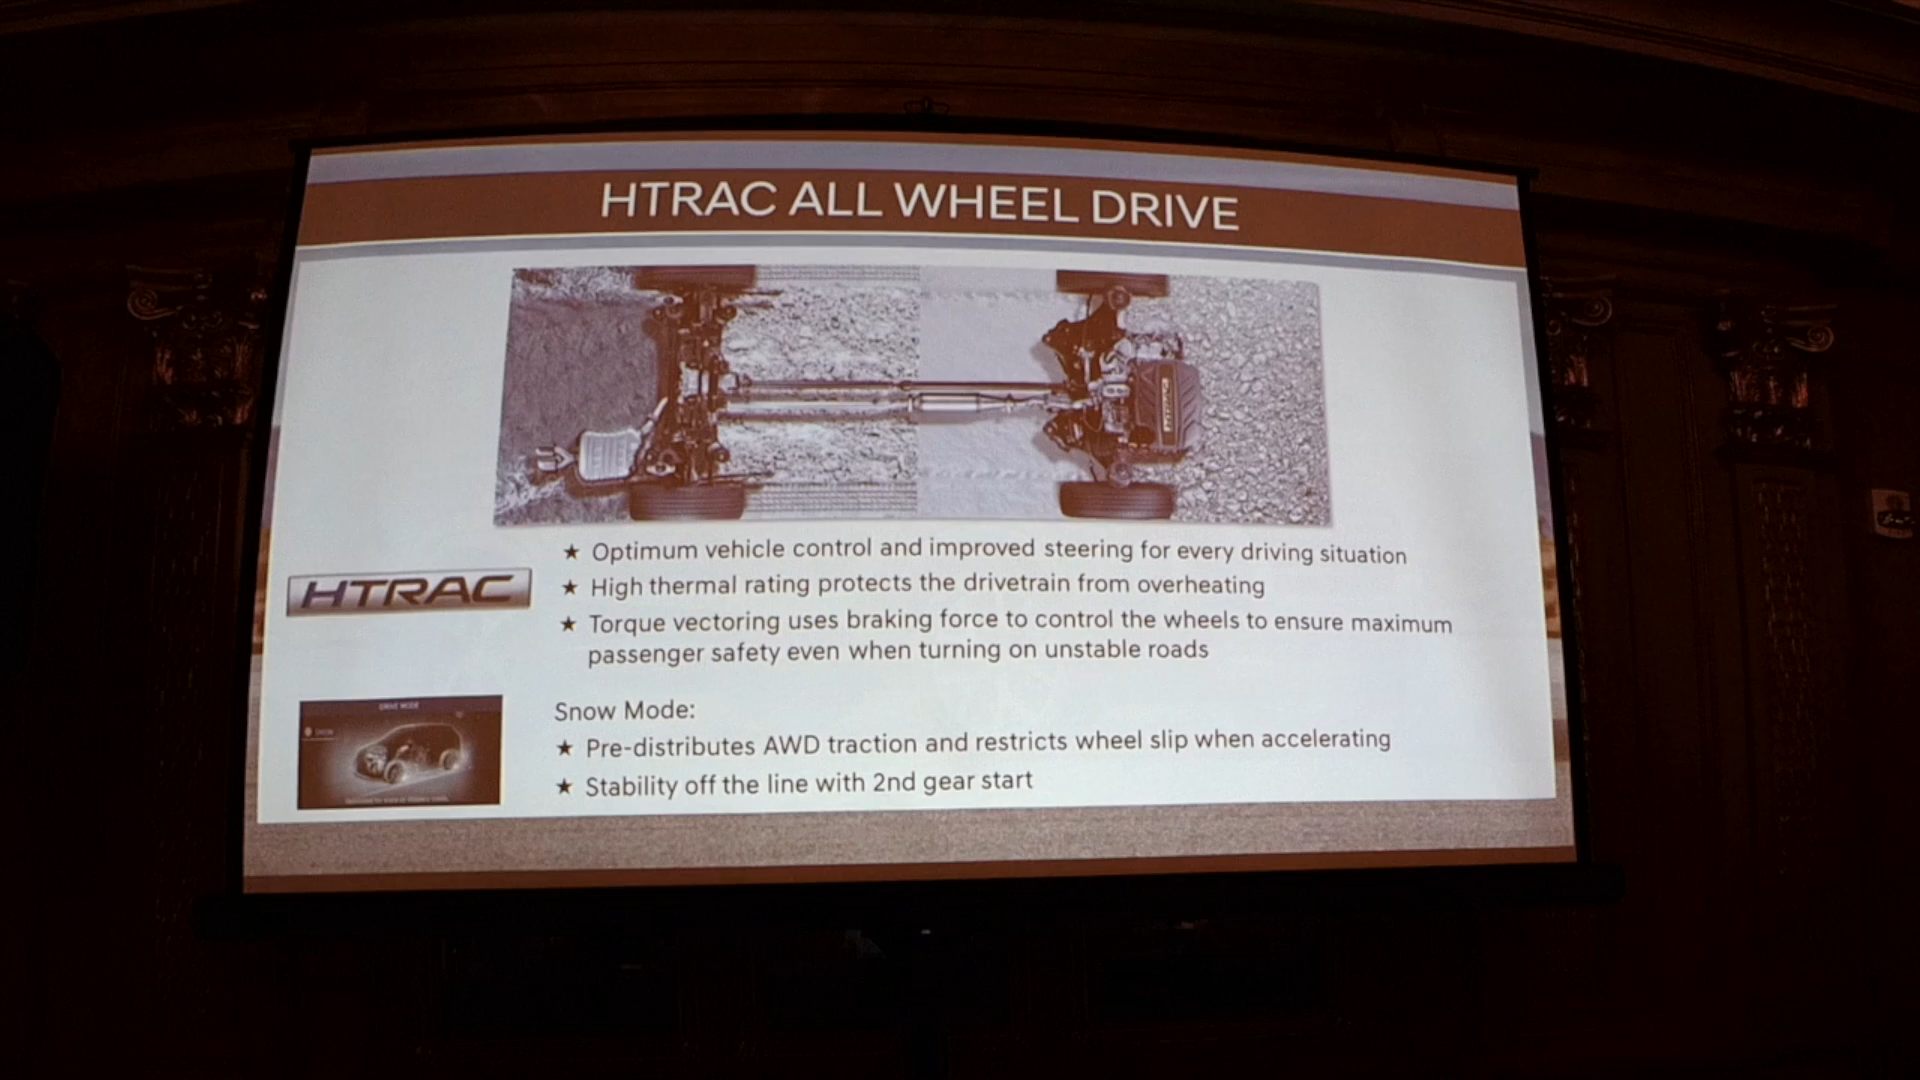 HTRAC ALL WHEEL DRIVE
★ Optimum vehicle control and improved steering for every driving situation
HTRAC
★ High thermal rating protects the drivetrain from overheating
★ Torque vectoring uses braking force to control the wheels to ensure maximum
passenger safety even when turning on unstable roads
DRIVE MODE
Snow Mode:
★ Pre-distributes AWD traction and restricts wheel slip when accelerating
★ Stability off the line with 2nd gear start